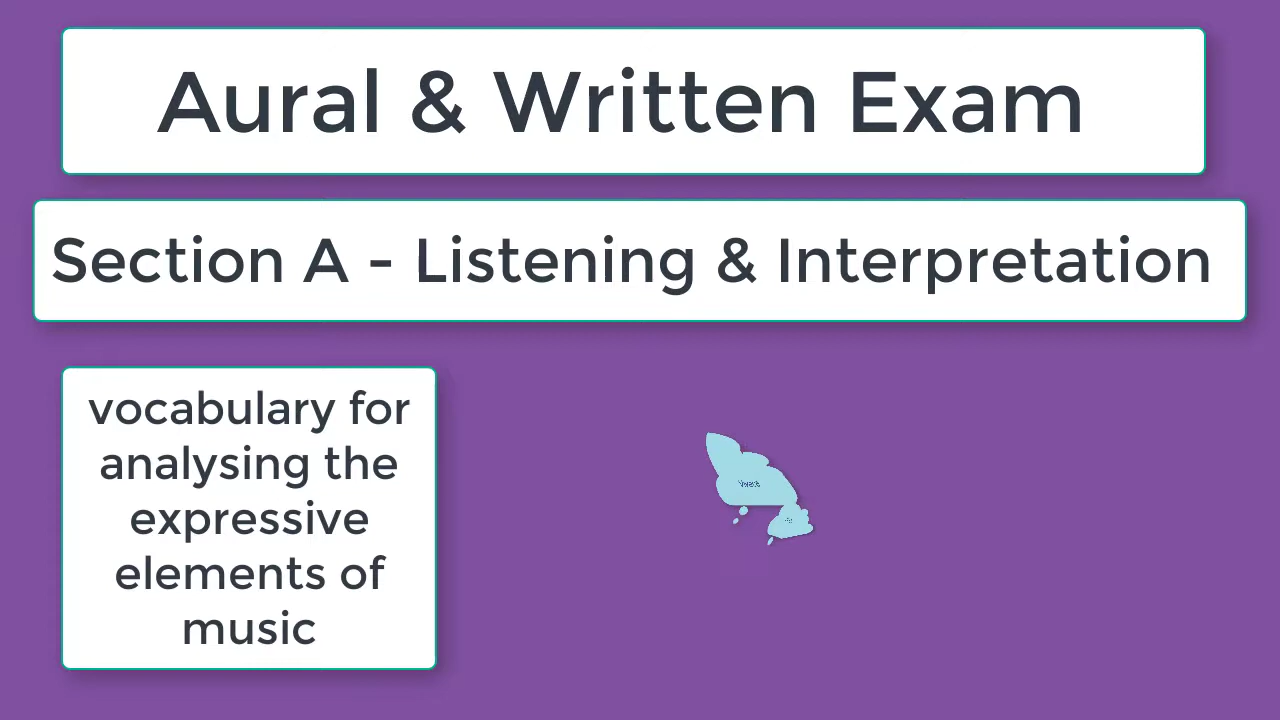 Aural & Written Exam
Section A - Listening & Interpretation
vocabulary for
analysing the
expressive
elements of
music